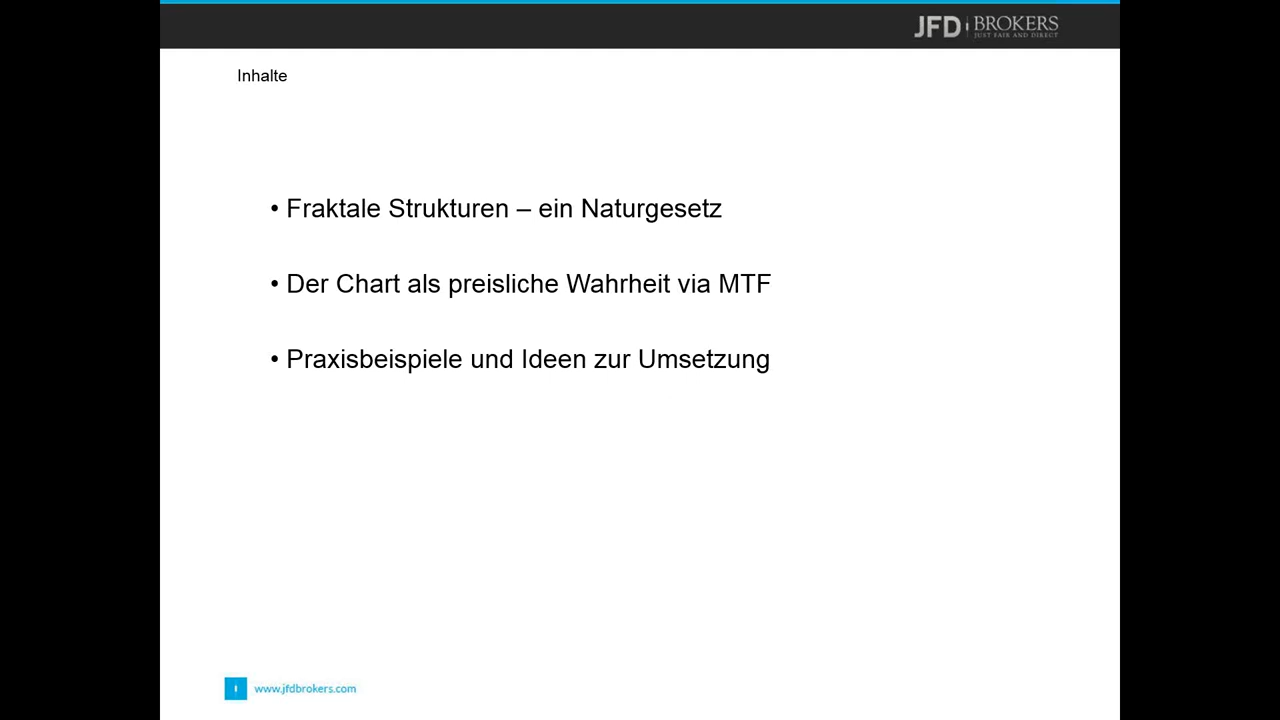 JFD BROKERS
JUST FAIR AND DIRECT
Inhalte
• Fraktale Strukturen – ein Naturgesetz
• Der Chart als preisliche Wahrheit via MTF
• Praxisbeispiele und Ideen zur Umsetzung
www.jfdbrokers.com